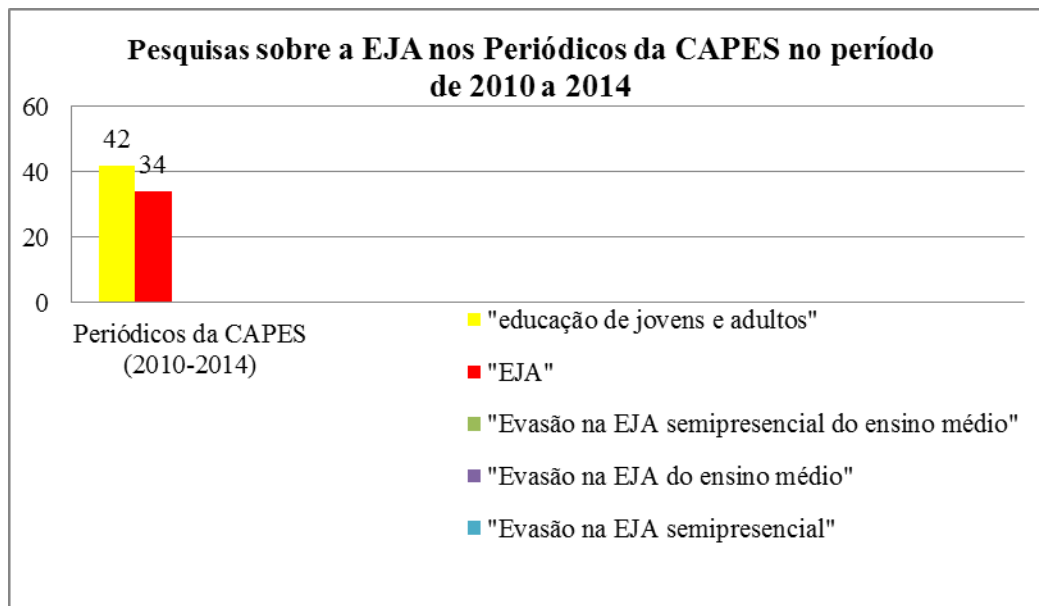 Pesquisas sobre a EJA nos Periódicos da CAPES no período
de 2010 a 2014
60
42
34
40
20
0
Periódicos da CAPES
(2010-2014)
"educação de jovens e adultos"
"EJA"
"Evasão na EJA semipresencial do ensino médio"
"Evasão na EJA do ensino médio"
"Evasão na EJA semipresencial"